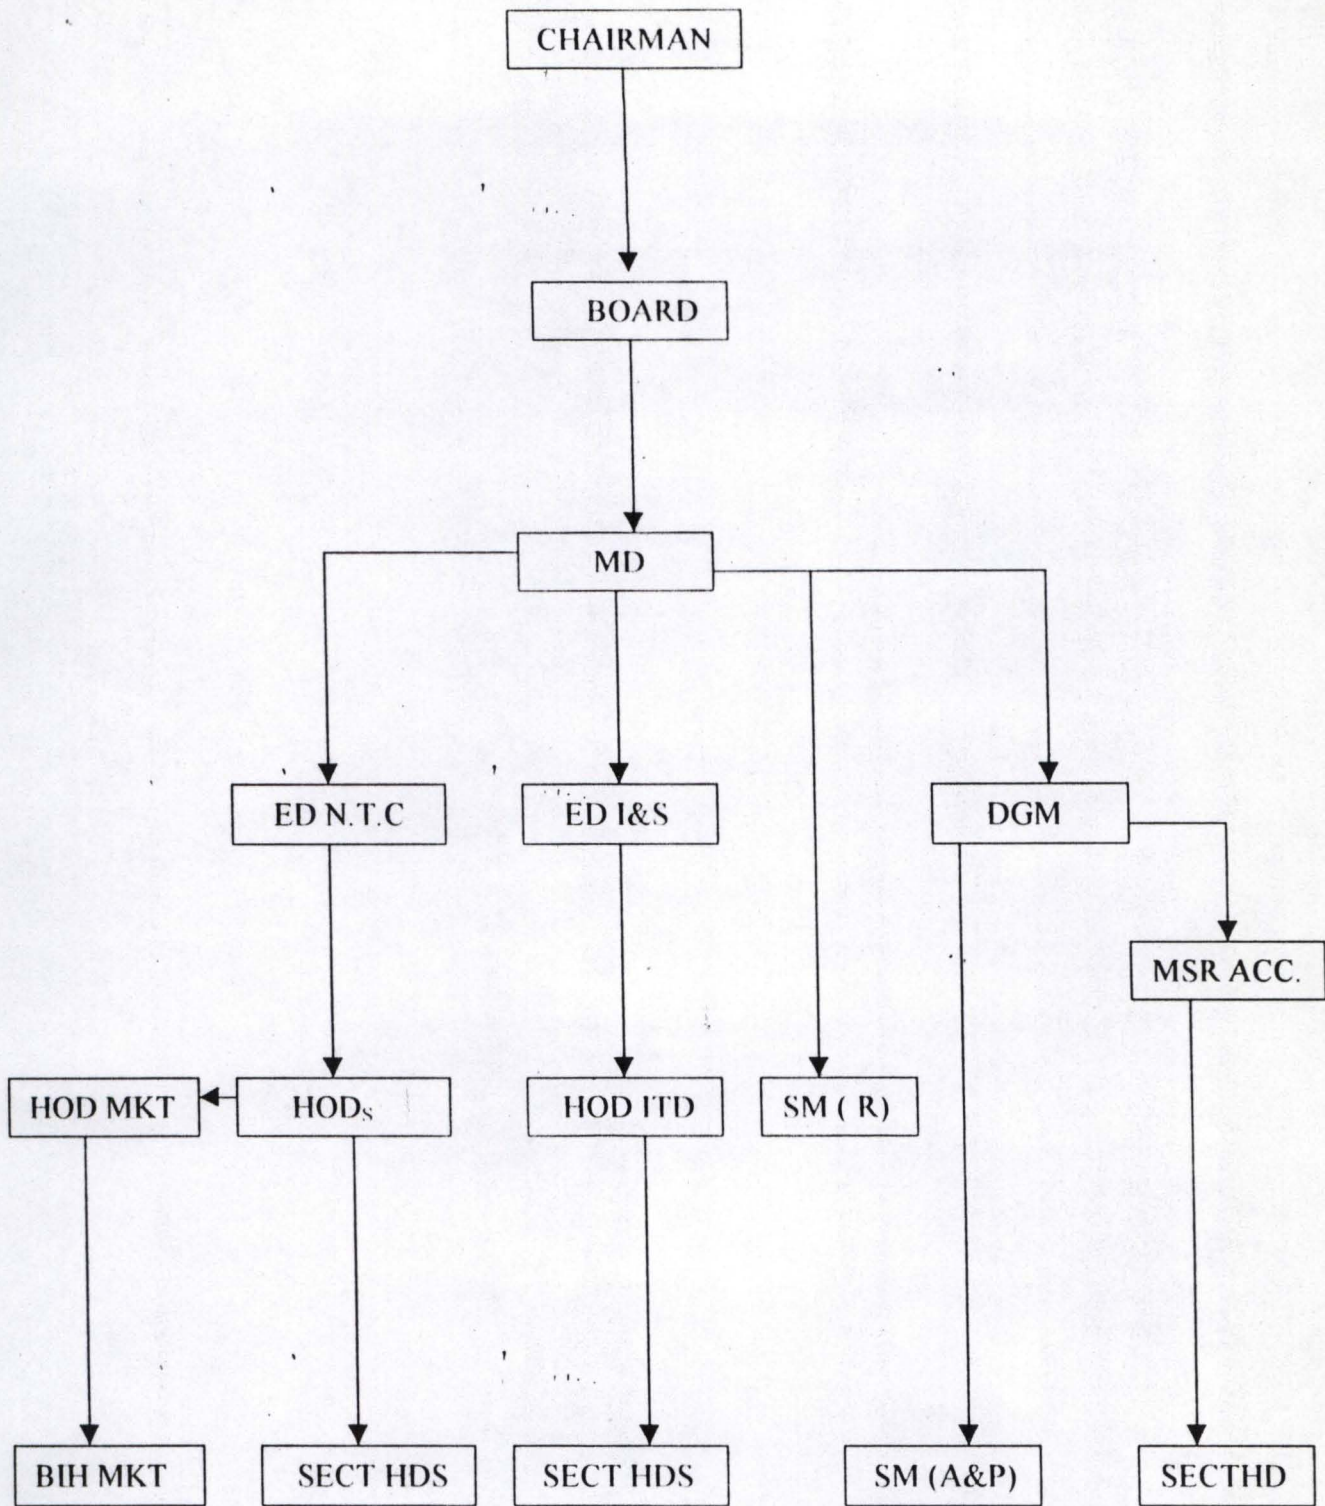 CHAIRMAN
BOARD
MD
ED N.T.C
ED I&S
DGM
MSR ACC.
HOD MKT
HODs
HOD ITD
SM ( R)
BIH MKT
SECT HDS
SECT HDS
SM (A&P)
SECTHD